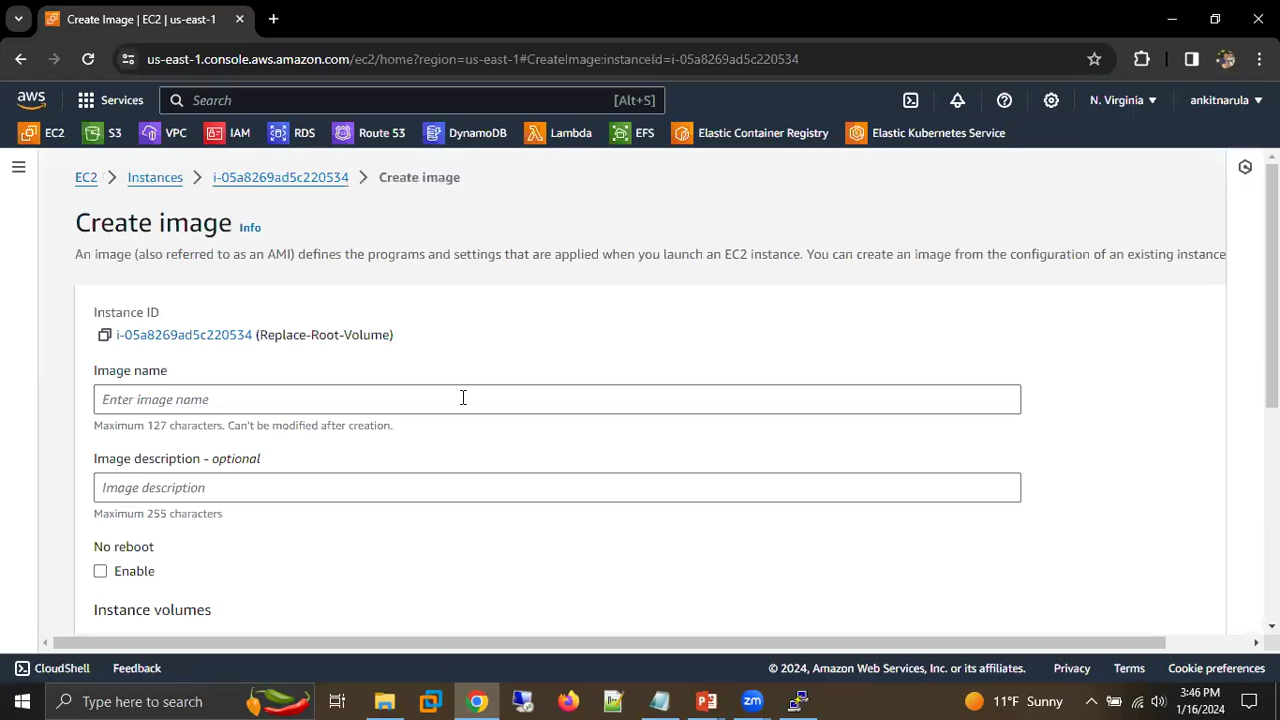 Create Image | EC2 | us-east-1
us-east-1.console.aws.amazon.com/ec2/home?region=us-east-1#CreateImage:instanceId=i-05a8269ad5c220534
aws Services Search [Alt+S] N. Virginia ankitnarula
EC2 S3 VPC IAM RDS Route 53 DynamoDB Lambda EFS Elastic Container Registry Elastic Kubernetes Service
EC2 Instances i-05a8269ad5c220534 Create image
Create image Info
An image (also referred to as an AMI) defines the programs and settings that are applied when you launch an EC2 instance. You can create an image from the configuration of an existing instance
Instance ID
i-05a8269ad5c220534 (Replace-Root-Volume)
Image name
Enter image name
Maximum 127 characters. Can't be modified after creation.
Image description - optional
Image description
Maximum 255 characters
No reboot
Enable
Instance volumes
CloudShell Feedback © 2024, Amazon Web Services, Inc. or its affiliates. Privacy Terms Cookie preferences
Type here to search 11°F Sunny 3:46 PM
1/16/2024